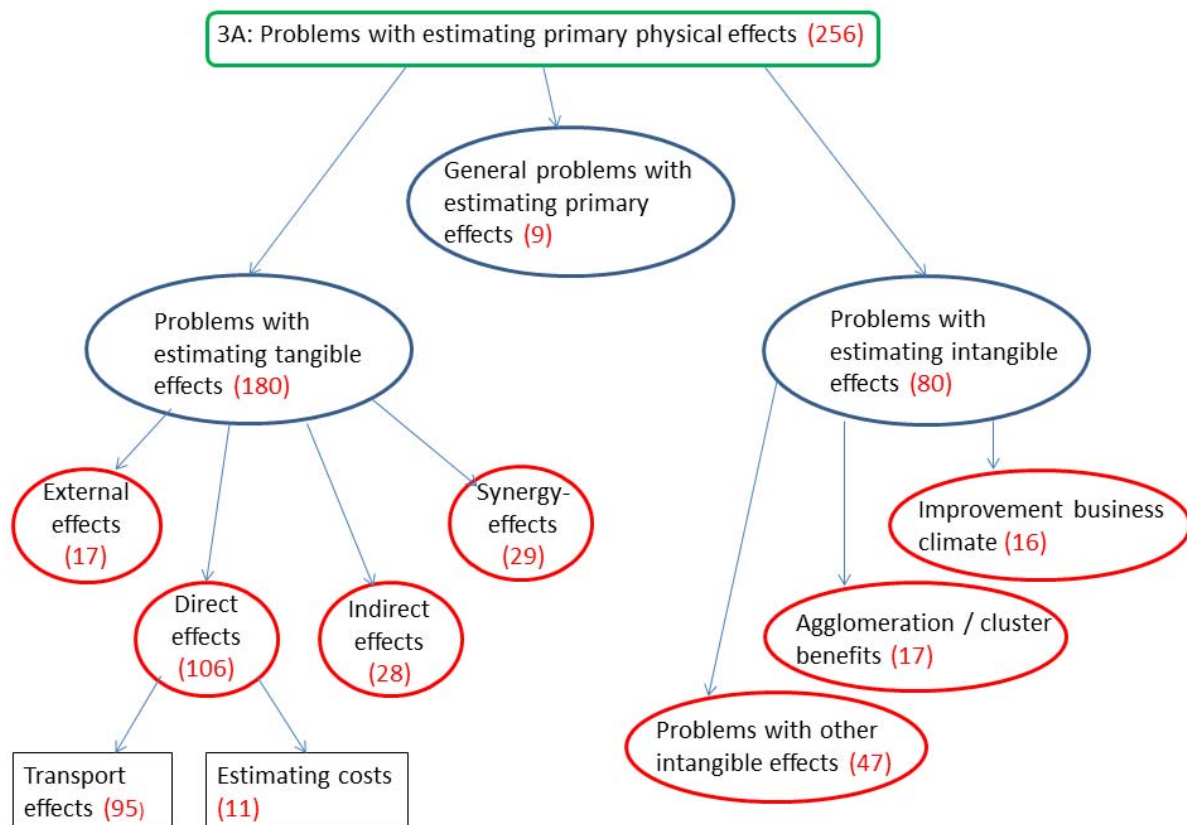 3A: Problems with estimating primary physical effects (256)
General problems with
estimating primary
effects (9)
Problems with
estimating tangible
effects (180)
Problems with
estimating intangible
effects (80)
External
effects
(17)
Synergy-
effects
(29)
Improvement business
climate (16)
Direct
effects
(106)
Indirect
effects
(28)
Agglomeration / cluster
benefits (17)
Problems with other
intangible effects (47)
Transport
effects (95)
Estimating costs
(11)